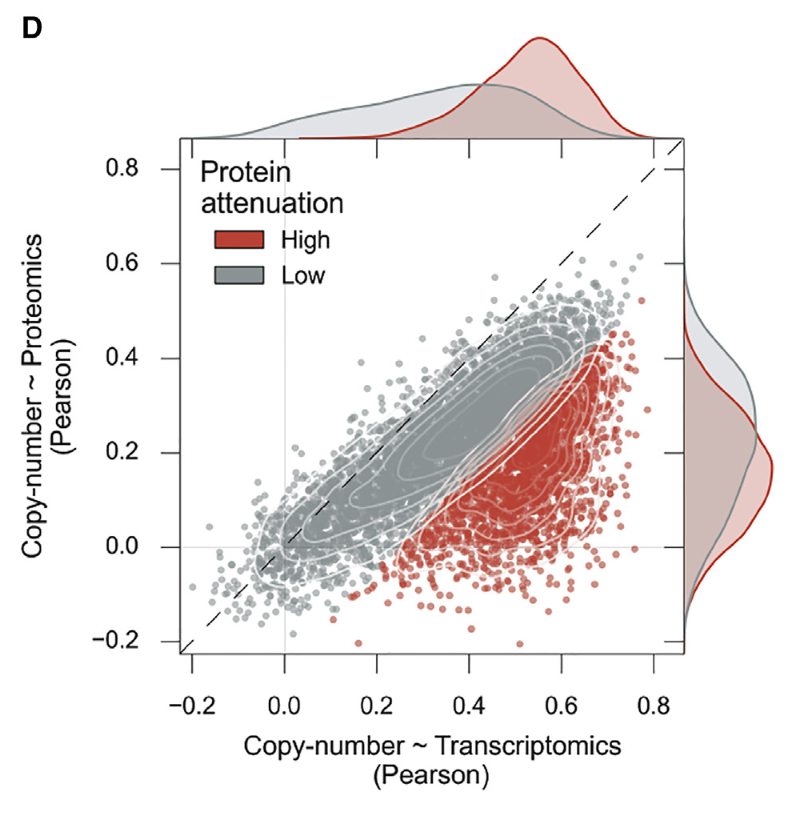 D
Protein
attenuation
High
Low
0.8
0.6
0.4
0.2
0.0
−0.2
Copy-number ~ Proteomics
(Pearson)
−0.2 0.0 0.2 0.4 0.6 0.8
Copy-number ~ Transcriptomics
(Pearson)